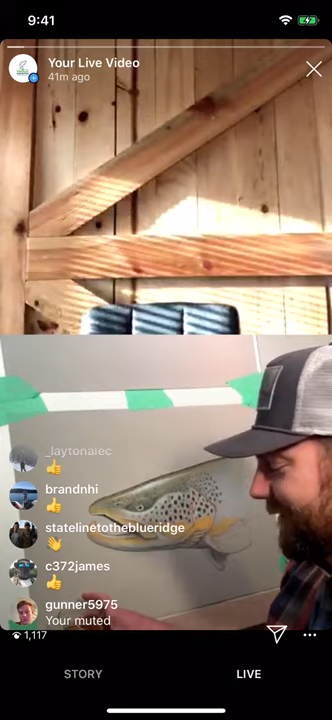 9:41
Your Live Video
41m ago
_laytonalec
👍
brandnhi
👍
statelinetotheblueridge
👋
c372james
👍
gunner5975
Your muted
1,117
STORY
LIVE